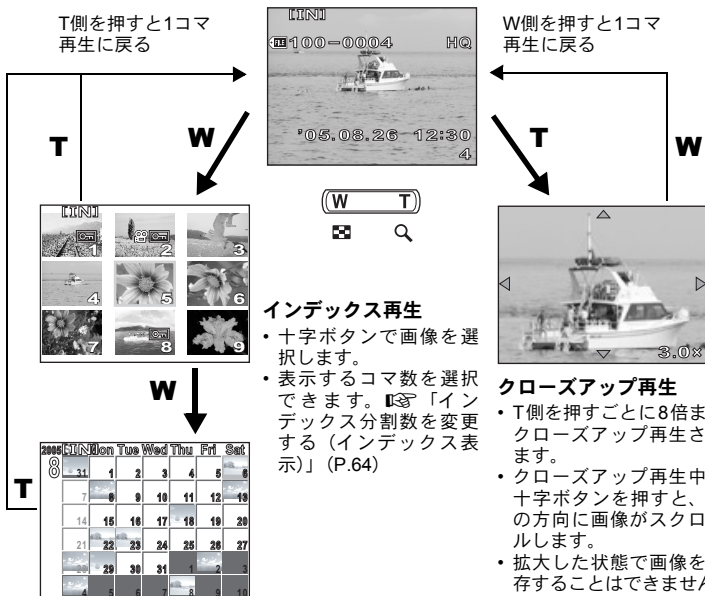 T側を押すと1コマ
再生に戻る
[IN]
100-0004 HQ
'05.08.26 12:30
4
W側を押すと1コマ
再生に戻る
T
W
T
W
W T
[IN]
1 2 3
4 5 6
7 8 9
インデックス再生
• 十字ボタンで画像を選
択します。
• 表示するコマ数を選択
できます。「イン
デックス分割数を変更
する(インデックス表
示)」(P.64)
3.0×
クローズアップ再生
• T側を押すごとに8倍ま
クローズアップ再生さ
ます。
• クローズアップ再生中
十字ボタンを押すと、
の方向に画像がスクロ
ルします。
• 拡大した状態で画像を
存することはできません
W
T
2005 [IN] Mon Tue Wed Thu Fri Sat
8 31 1 2 3 4 5 6
7 8 9 10 11 12 13
14 15 16 17 18 19 20
21 22 23 24 25 26 27
28 29 30 31 1 2 3
4 5 6 7 8 9 10